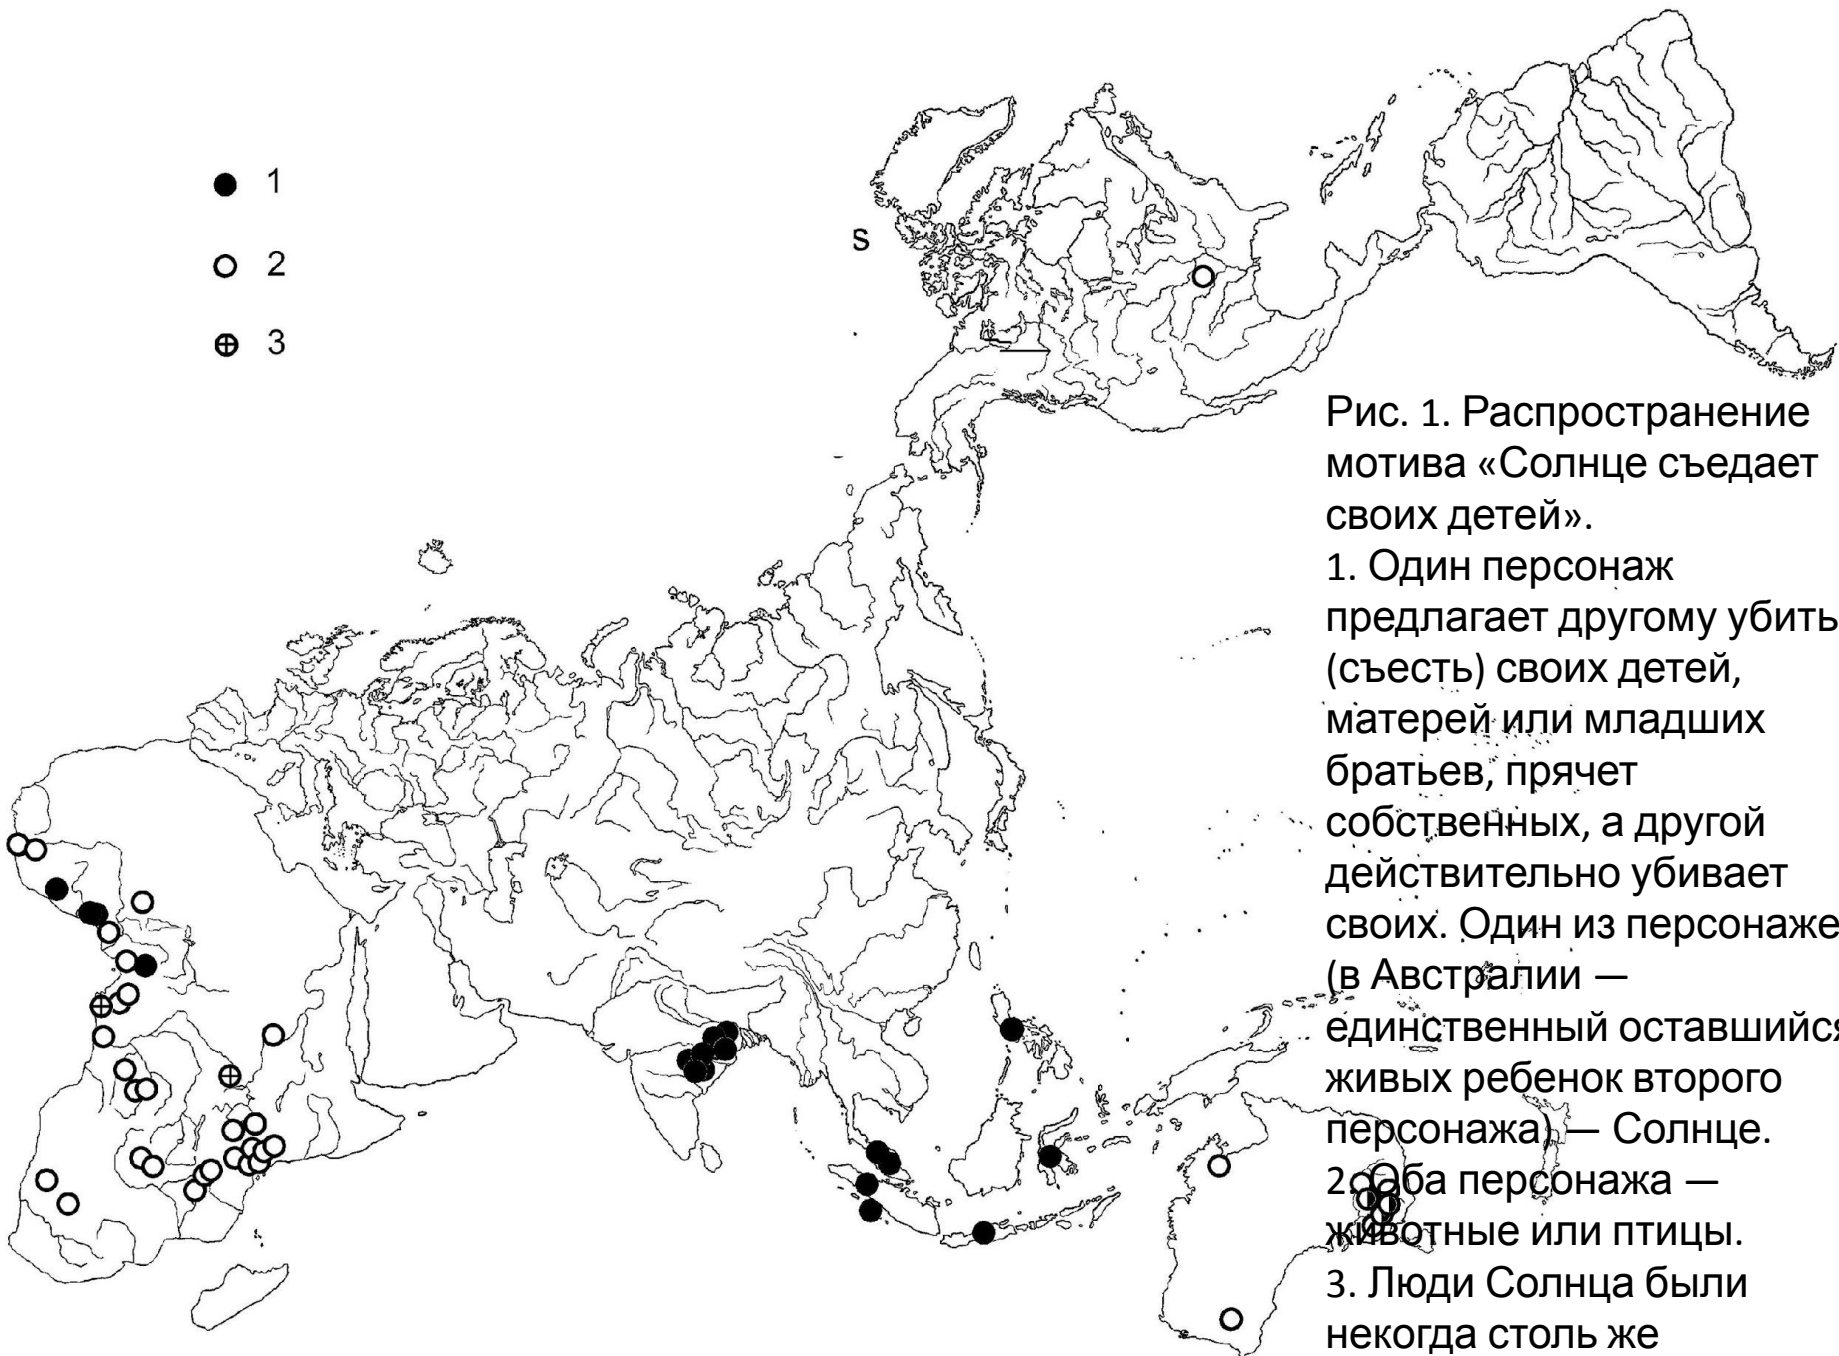 1
2
3
s
Рис. 1. Распространение
мотива «Солнце съедает
своих детей».
1. Один персонаж
предлагает другому убить
(съесть) своих детей,
матерей или младших
братьев, прячет
собственных, а другой
действительно убивает
своих. Один из персонаже
(в Австралии —
единственный оставшийся
живых ребенок второго
персонажа) — Солнце.
2. Оба персонажа —
животные или птицы.
3. Люди Солнца были
некогда столь же